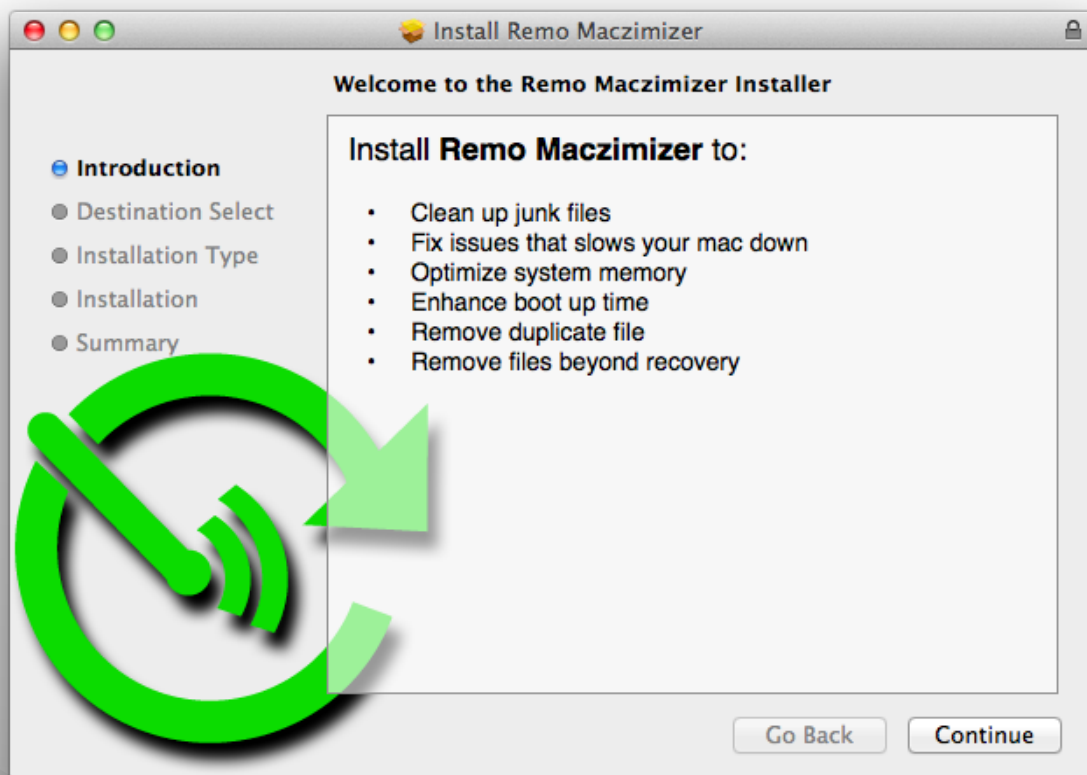 Install Remo Maczimizer
Welcome to the Remo Maczimizer Installer
Introduction
Destination Select
Installation Type
Installation
Summary
Install Remo Maczimizer to:
• Clean up junk files
• Fix issues that slows your mac down
• Optimize system memory
• Enhance boot up time
• Remove duplicate file
• Remove files beyond recovery
Go Back
Continue